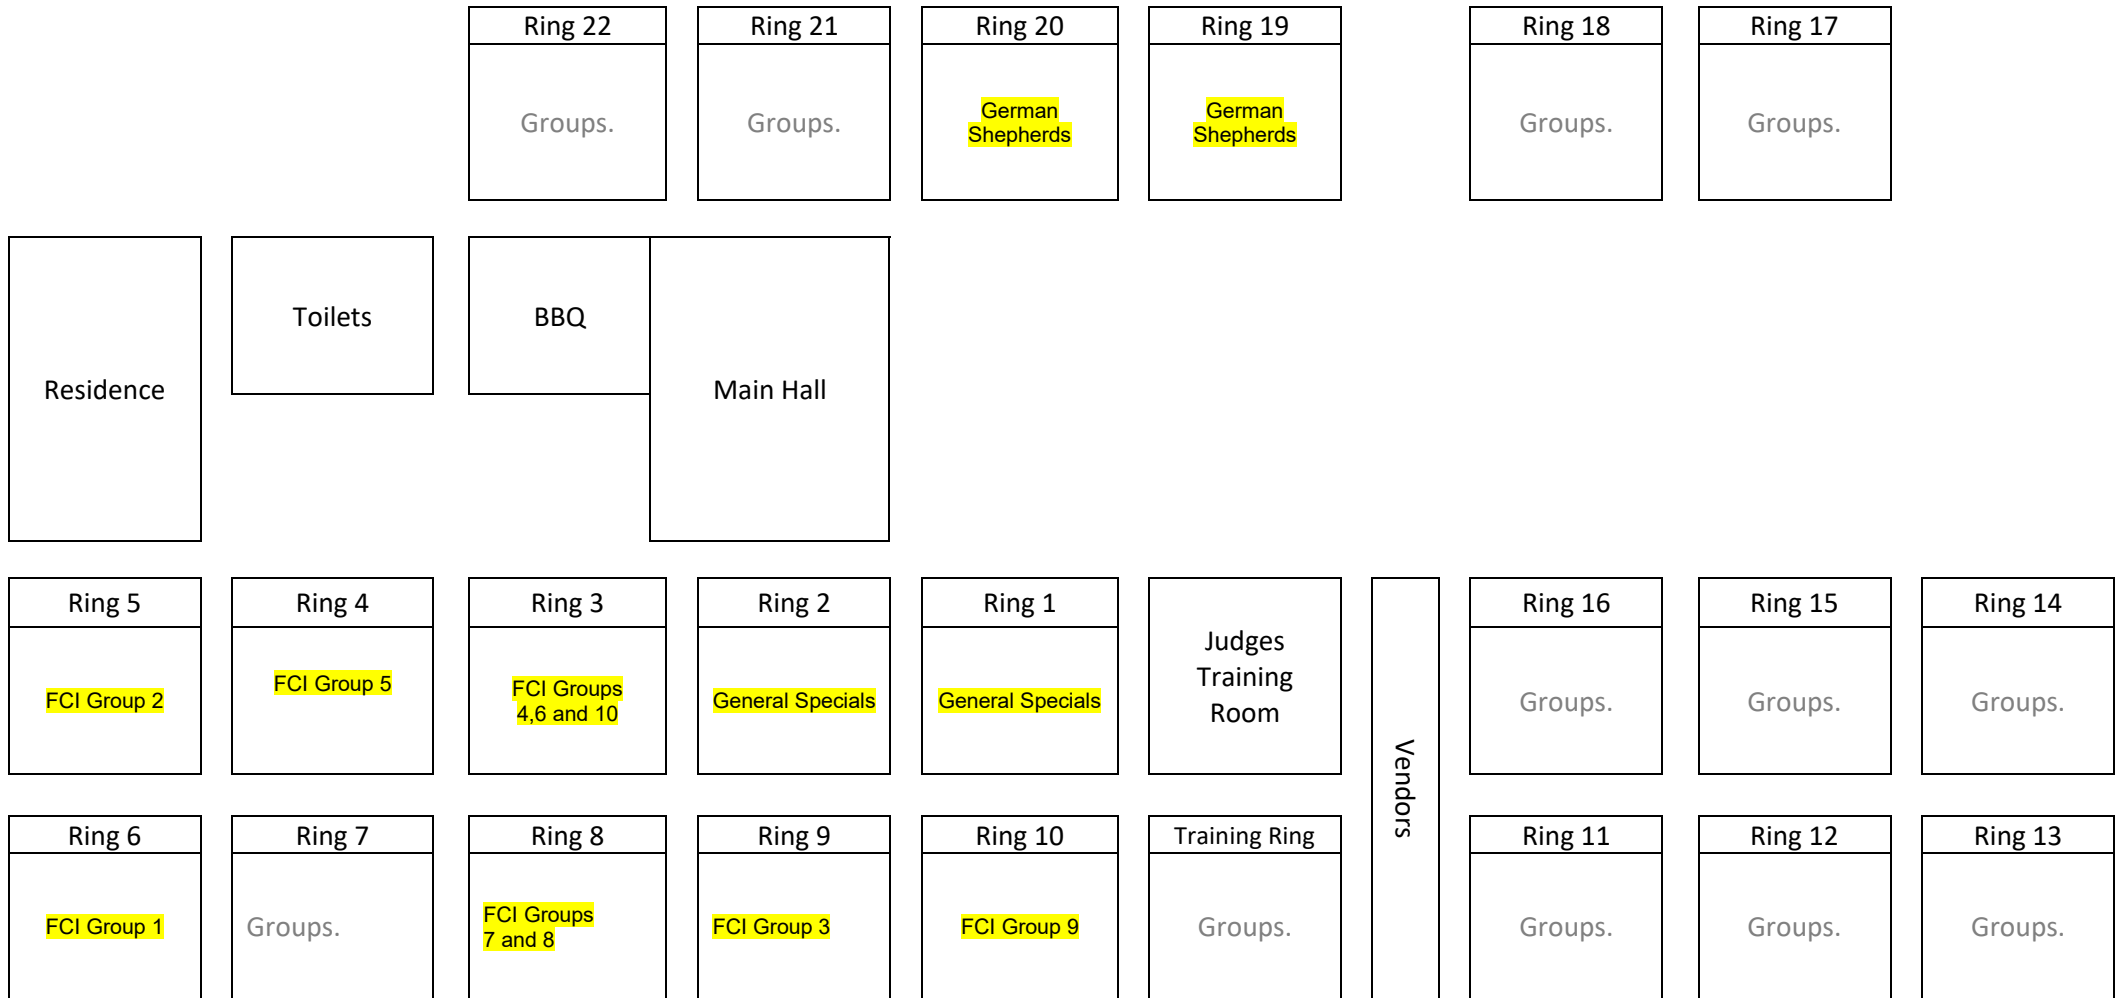 Ring 22
Ring 21
Ring 20
Ring 19
Ring 18
Ring 17
Groups.
Groups.
German
Shepherds
German
Shepherds
Groups.
Groups.
Residence
Toilets
BBQ
Main Hall
Ring 5
Ring 4
Ring 3
Ring 2
Ring 1
Judges
Training
Room
Vendors
Ring 16
Ring 15
Ring 14
FCI Group 2
FCI Group 5
FCI Groups
4,6 and 10
General Specials
General Specials
Groups.
Groups.
Groups.
Ring 6
Ring 7
Ring 8
Ring 9
Ring 10
Training Ring
Ring 11
Ring 12
Ring 13
FCI Group 1
Groups.
FCI Groups
7 and 8
FCI Group 3
FCI Group 9
Groups.
Groups.
Groups.
Groups.